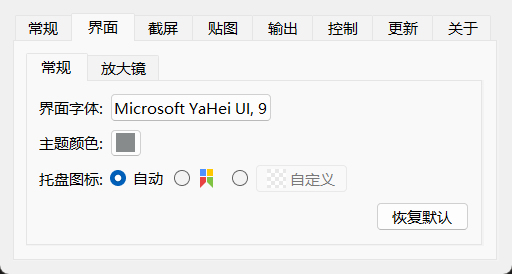 常规 界面 截屏 贴图 输出 控制 更新 关于
常规 放大镜
界面字体: Microsoft YaHei UI, 9
主题颜色:
托盘图标: 自动 自定义
恢复默认